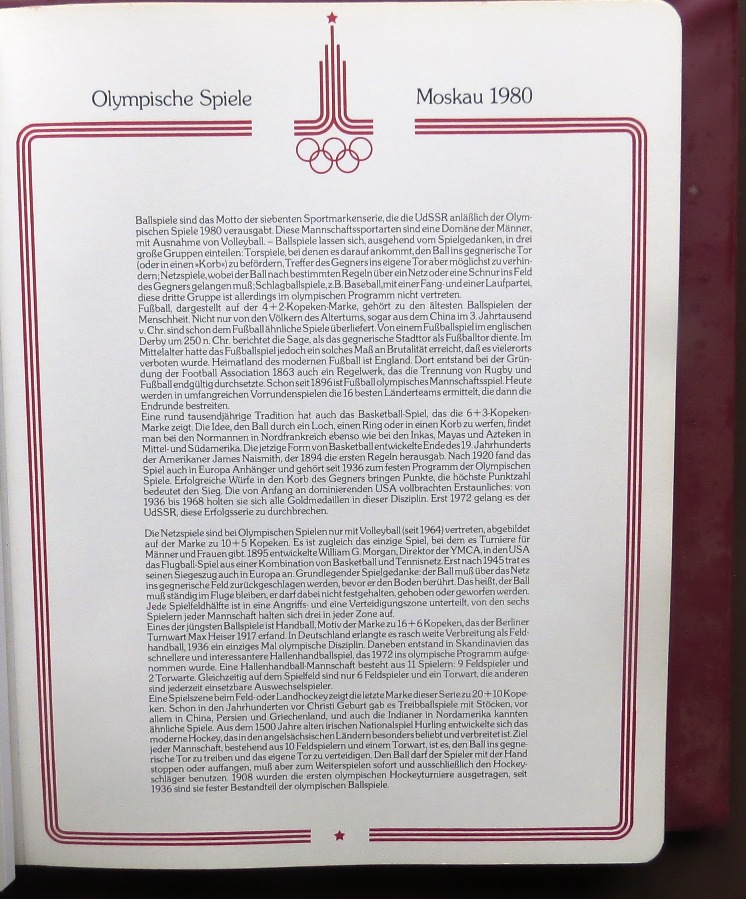 Olympische Spiele
Moskau 1980
Ballspiele sind das Motto der siebenten Sportmarkenserie, die die UdSSR anläßlich der Olym-
pischen Spiele 1980 verausgabt. Diese Mannschaftssportarten sind eine Domäne der Männer,
mit Ausnahme von Volleyball. – Ballspiele lassen sich, ausgehend vom Spielgedanken, in drei
große Gruppen einteilen: Torspiele, bei denen es darauf ankommt, den Ball ins gegnerische Tor
(oder in einen »Korb«) zu befördern, Treffer des Gegners ins eigene Tor aber möglichst zu verhin-
dern; Netzspiele, wobei der Ball nach bestimmten Regeln über ein Netz oder eine Schnur ins Feld
des Gegners gelangen muß; Schlagballspiele, z.B. Baseball, mit einer Fang- und einer Laufpartei,
diese dritte Gruppe ist allerdings im olympischen Programm nicht vertreten.
Fußball, dargestellt auf der 4+2-Kopeken-Marke, gehört zu den ältesten Ballspielen der
Menschheit. Nicht nur von den Völkern des Altertums, sogar aus dem China im 3. Jahrtausend
v. Chr. sind schon dem Fußball ähnliche Spiele überliefert. Von einem Fußballspiel im englischen
Derby um 250 n. Chr. berichtet die Sage, als das gegnerische Stadttor als Fußballtor diente. Im
Mittelalter hatte das Fußballspiel jedoch ein solches Maß an Brutalität erreicht, daß es vielerorts
verboten wurde. Heimatland des modernen Fußball ist England. Dort entstand bei der Grün-
dung der Football Association 1863 auch ein Regelwerk, das die Trennung von Rugby und
Fußball endgültig durchsetzte. Schon seit 1896 ist Fußball olympisches Mannschaftsspiel. Heute
werden in umfangreichen Vorrundenspielen die 16 besten Länderteams ermittelt, die dann die
Endrunde bestreiten.
Eine rund tausendjährige Tradition hat auch das Basketball-Spiel, das die 6+3-Kopeken-
Marke zeigt. Die Idee, den Ball durch ein Loch, einen Ring oder in einen Korb zu werfen, findet
man bei den Normannen in Nordfrankreich ebenso wie bei den Inkas, Mayas und Azteken in
Mittel- und Südamerika. Die jetzige Form von Basketball entwickelte Ende des 19. Jahrhunderts
der Amerikaner James Naismith, der 1894 die ersten Regeln herausgab. Nach 1920 fand das
Spiel auch in Europa Anhänger und gehört seit 1936 zum festen Programm der Olympischen
Spiele. Erfolgreiche Würfe in den Korb des Gegners bringen Punkte, die höchste Punktzahl
bedeutet den Sieg. Die von Anfang an dominierenden USA vollbrachten Erstaunliches: von
1936 bis 1968 holten sie sich alle Goldmedaillen in dieser Disziplin. Erst 1972 gelang es der
UdSSR, diese Erfolgsserie zu durchbrechen.
Die Netzspiele sind bei Olympischen Spielen nur mit Volleyball (seit 1964) vertreten, abgebildet
auf der Marke zu 10+5 Kopeken. Es ist zugleich das einzige Spiel, bei dem es Turniere für
Männer und Frauen gibt. 1895 entwickelte William G. Morgan, Direktor der YMCA, in den USA
das Flugball-Spiel aus einer Kombination von Basketball und Tennisnetz. Erst nach 1945 trat es
seinen Siegeszug auch in Europa an. Grundlegender Spielgedanke: der Ball muß über das Netz
ins gegnerische Feld zurückgeschlagen werden, bevor er den Boden berührt. Das heißt, der Ball
muß ständig im Fluge bleiben, er darf dabei nicht festgehalten, gehoben oder geworfen werden.
Jede Spielfeldhälfte ist in eine Angriffs- und eine Verteidigungszone unterteilt, von den sechs
Spielern jeder Mannschaft halten sich drei in jeder Zone auf.
Eines der jüngsten Ballspiele ist Handball, Motiv der Marke zu 16+6 Kopeken, das der Berliner
Turnwart Max Heiser 1917 erfand. In Deutschland erlangte es rasch weite Verbreitung als Feld-
handball, 1936 ein einziges Mal olympische Disziplin. Daneben entstand in Skandinavien das
schnellere und interessantere Hallenhandballspiel, das 1972 ins olympische Programm aufge-
nommen wurde. Eine Hallenhandball-Mannschaft besteht aus 11 Spielern: 9 Feldspieler und
2 Torwarte. Gleichzeitig auf dem Spielfeld sind nur 6 Feldspieler und ein Torwart, die anderen
sind jederzeit einsetzbare Auswechselspieler.
Eine Spielszene beim Feld- oder Landhockey zeigt die letzte Marke dieser Serie zu 20+10 Kope-
ken. Schon in den Jahrhunderten vor Christi Geburt gab es Treibballspiele mit Stöcken, vor
allem in China, Persien und Griechenland, und auch die Indianer in Nordamerika kannten
ähnliche Spiele. Aus dem 1500 Jahre alten irischen Nationalspiel Hurling entwickelte sich das
moderne Hockey, das in den angelsächsischen Ländern besonders beliebt und verbreitet ist. Ziel
jeder Mannschaft, bestehend aus 10 Feldspielern und einem Torwart, ist es, den Ball ins gegne-
rische Tor zu treiben und das eigene Tor zu verteidigen. Den Ball darf der Spieler mit der Hand
stoppen oder auffangen, muß aber zum Weiterspielen sofort und ausschließlich den Hockey-
schläger benutzen. 1908 wurden die ersten olympischen Hockeyturniere ausgetragen, seit
1936 sind sie fester Bestandteil der olympischen Ballspiele.